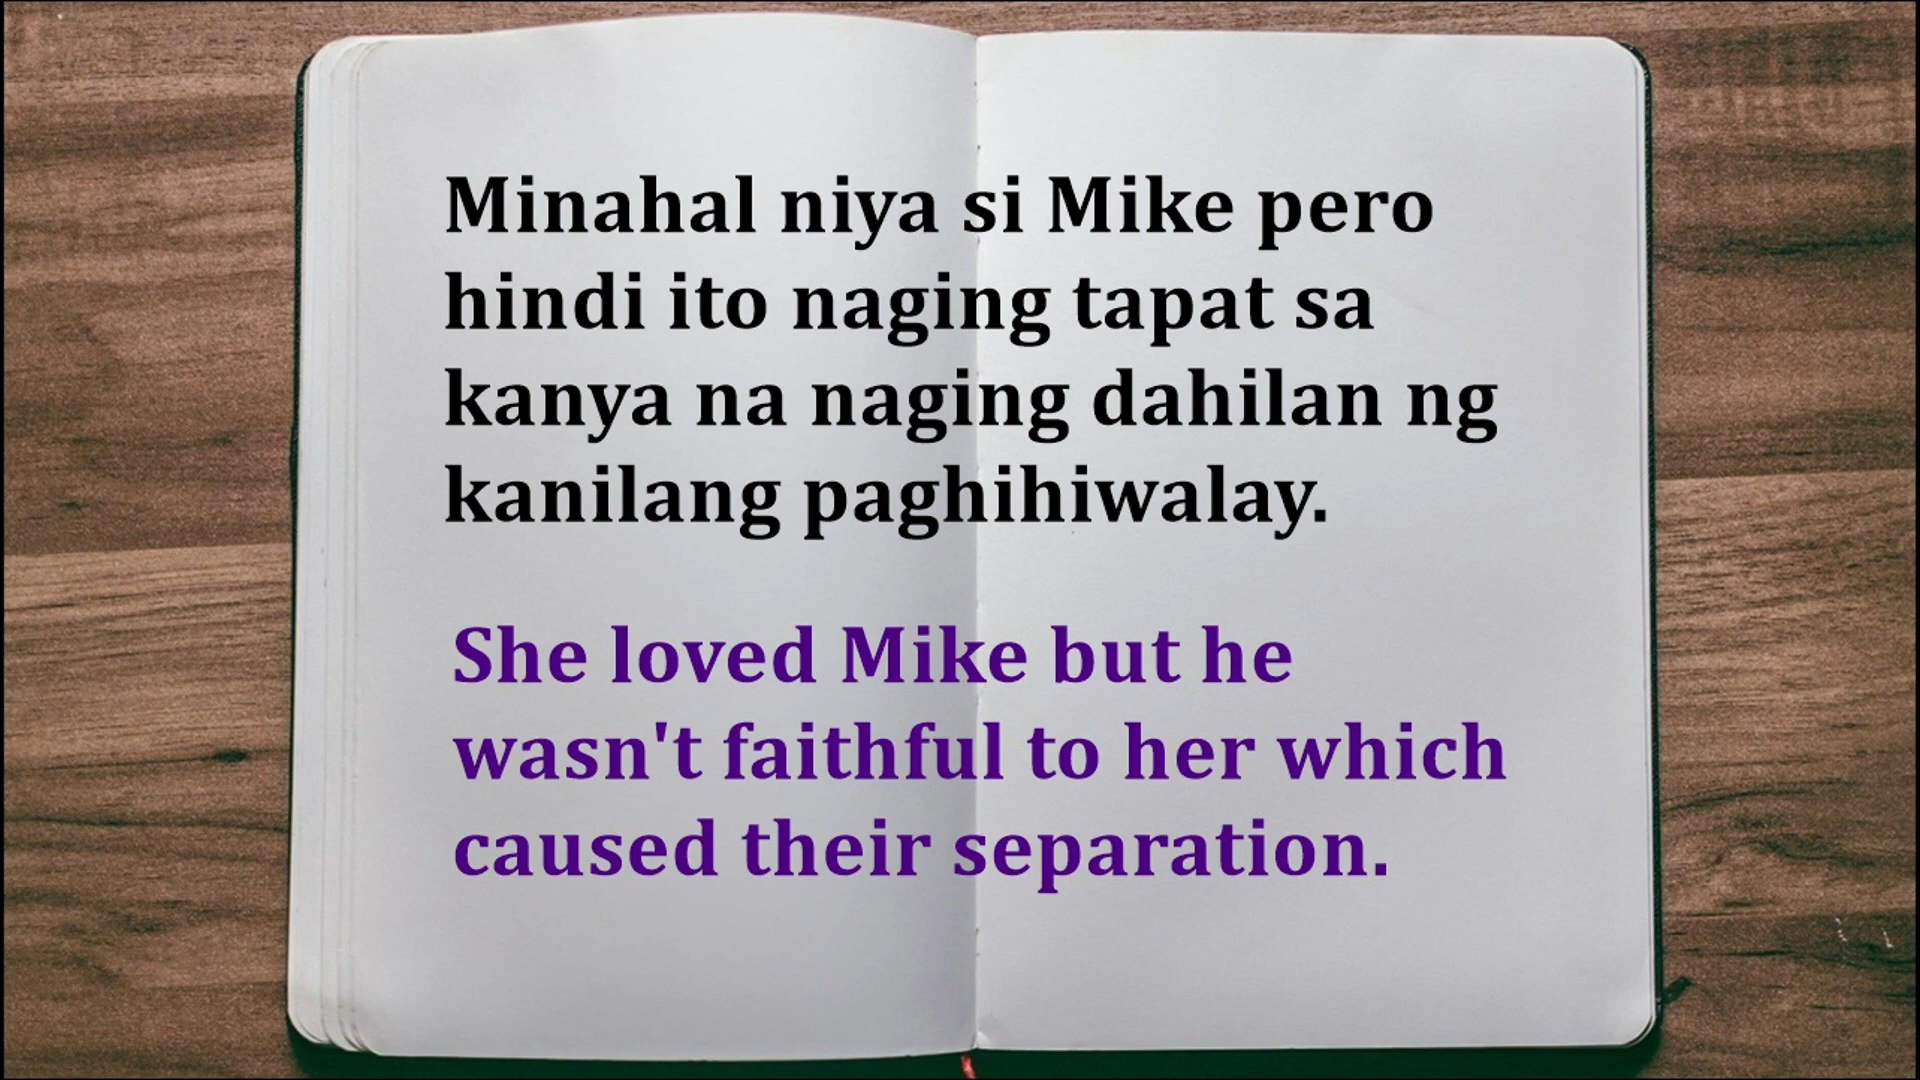 Minahal niya si Mike pero
hindi ito naging tapat sa
kanya na naging dahilan ng
kanilang paghihiwalay.
She loved Mike but he
wasn't faithful to her which
caused their separation.